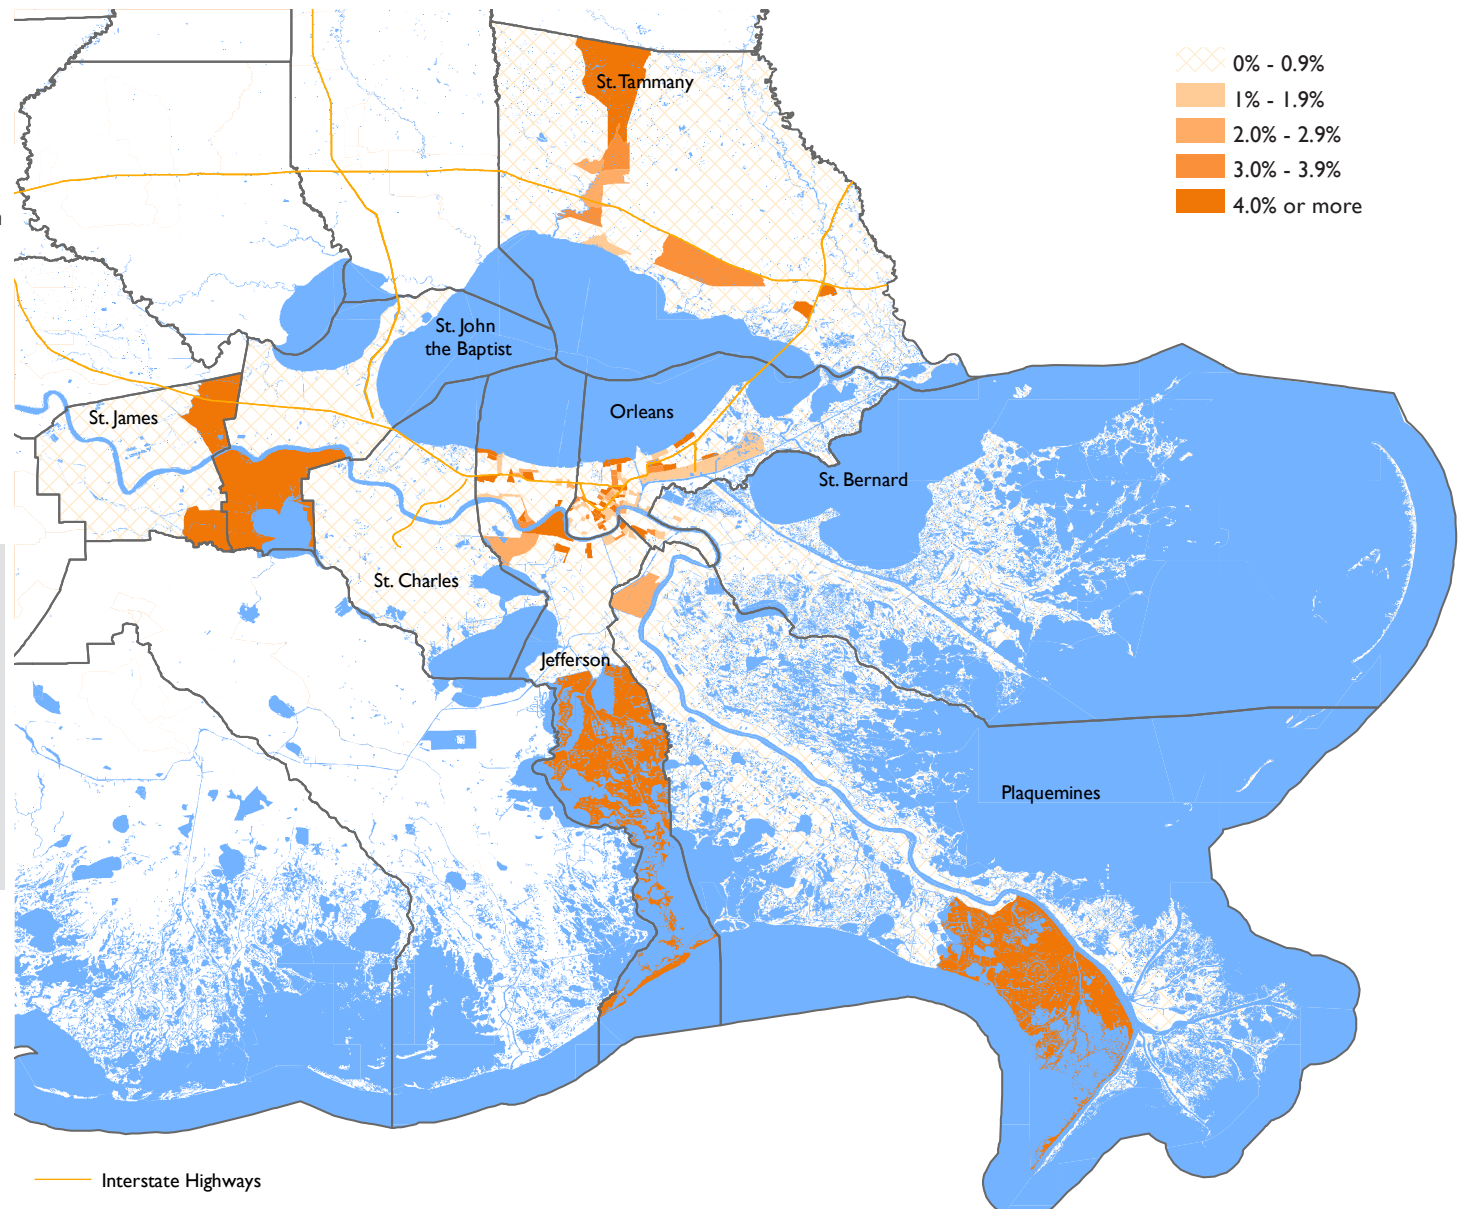 0% - 0.9%
1% - 1.9%
2.0% - 2.9%
3.0% - 3.9%
4.0% or more
St. Tammany
St. John
the Baptist
St. James
Orleans
St. Bernard
St. Charles
Jefferson
Plaquemines
Interstate Highways